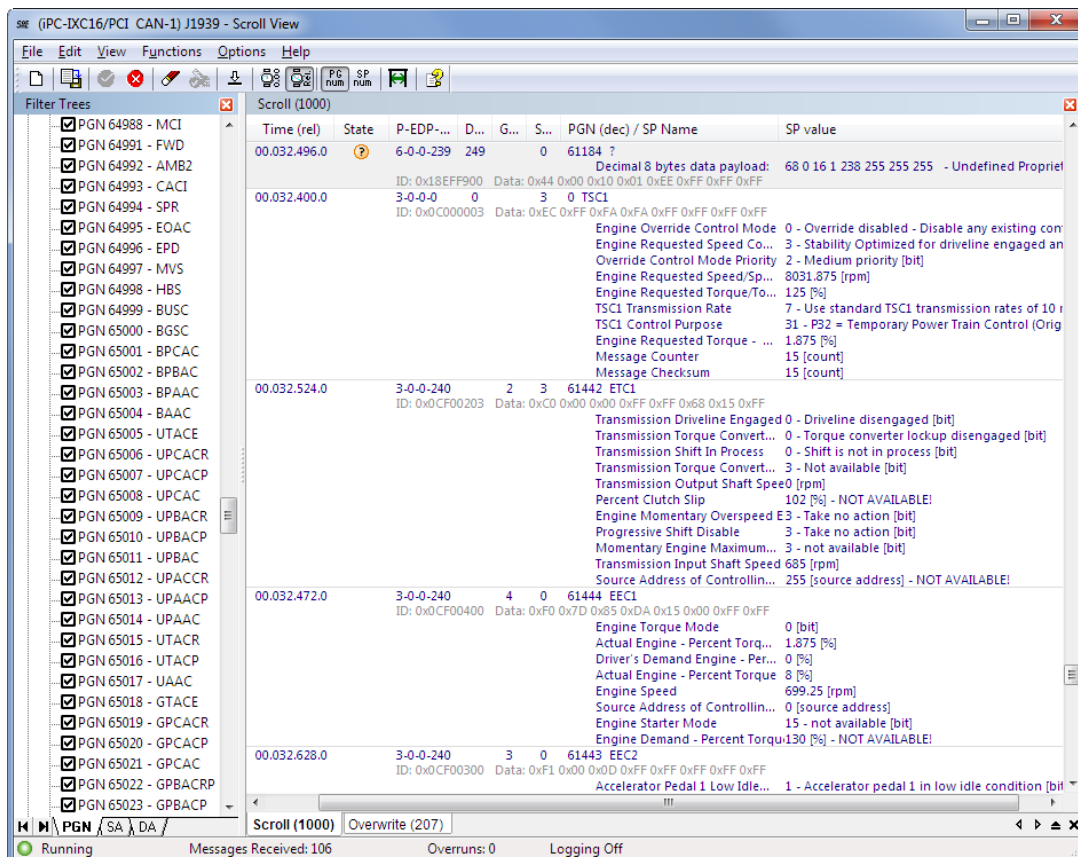 SAE (iPC-IXC16/PCI CAN-1) J1939 - Scroll View
File Edit View Functions Options Help
PG num SP num
Filter Trees
PGN 64988 - MCI
PGN 64991 - FWD
PGN 64992 - AMB2
PGN 64993 - CACI
PGN 64994 - SPR
PGN 64995 - EOAC
PGN 64996 - EPD
PGN 64997 - MVS
PGN 64998 - HBS
PGN 64999 - BUSC
PGN 65000 - BGSC
PGN 65001 - BPCAC
PGN 65002 - BPBAC
PGN 65003 - BPAAC
PGN 65004 - BAAC
PGN 65005 - UTACE
PGN 65006 - UPCACR
PGN 65007 - UPCACP
PGN 65008 - UPCAC
PGN 65009 - UPBACR
PGN 65010 - UPBACP
PGN 65011 - UPBAC
PGN 65012 - UPACCR
PGN 65013 - UPAACP
PGN 65014 - UPAAC
PGN 65015 - UTACR
PGN 65016 - UTACP
PGN 65017 - UAAC
PGN 65018 - GTACE
PGN 65019 - GPCACR
PGN 65020 - GPCACP
PGN 65021 - GPCAC
PGN 65022 - GPBACRP
PGN 65023 - GPBACP
PGN SA DA
Scroll (1000)
Time (rel) State P-EDP-... D... G... S... PGN (dec) / SP Name SP value
00.032.496.0 ? 6-0-0-239 249 0 61184 ?
Decimal 8 bytes data payload: 68 0 16 1 238 255 255 255 - Undefined Propriet
ID: 0x18EFF900 Data: 0x44 0x00 0x10 0x01 0xEE 0xFF 0xFF 0xFF
00.032.400.0 3-0-0-0 0 3 0 TSC1
ID: 0x0C000003 Data: 0xEC 0xFF 0xFA 0xFA 0xFF 0xFF 0xFF 0xFF
Engine Override Control Mode 0 - Override disabled - Disable any existing con
Engine Requested Speed Co... 3 - Stability Optimized for driveline engaged an
Override Control Mode Priority 2 - Medium priority [bit]
Engine Requested Speed/Sp... 8031.875 [rpm]
Engine Requested Torque/To... 125 [%]
TSC1 Transmission Rate 7 - Use standard TSC1 transmission rates of 10 r
TSC1 Control Purpose 31 - P32 = Temporary Power Train Control (Orig
Engine Requested Torque - ... 1.875 [%]
Message Counter 15 [count]
Message Checksum 15 [count]
00.032.524.0 3-0-0-240 2 3 61442 ETC1
ID: 0x0CF00203 Data: 0xC0 0x00 0x00 0xFF 0xFF 0x68 0x15 0xFF
Transmission Driveline Engaged 0 - Driveline disengaged [bit]
Transmission Torque Convert... 0 - Torque converter lockup disengaged [bit]
Transmission Shift In Process 0 - Shift is not in process [bit]
Transmission Torque Convert... 3 - Not available [bit]
Transmission Output Shaft Spee 0 [rpm]
Percent Clutch Slip 102 [%] - NOT AVAILABLE!
Engine Momentary Overspeed E 3 - Take no action [bit]
Progressive Shift Disable 3 - Take no action [bit]
Momentary Engine Maximum... 3 - not available [bit]
Transmission Input Shaft Speed 685 [rpm]
Source Address of Controllin... 255 [source address] - NOT AVAILABLE!
00.032.472.0 3-0-0-240 4 0 61444 EEC1
ID: 0x0CF00400 Data: 0xF0 0x7D 0x85 0xDA 0x15 0x00 0xFF 0xFF
Engine Torque Mode 0 [bit]
Actual Engine - Percent Torq... 1.875 [%]
Driver's Demand Engine - Per... 0 [%]
Actual Engine - Percent Torque 8 [%]
Engine Speed 699.25 [rpm]
Source Address of Controllin... 0 [source address]
Engine Starter Mode 15 - not available [bit]
Engine Demand - Percent Torqu 130 [%] - NOT AVAILABLE!
00.032.628.0 3-0-0-240 3 0 61443 EEC2
ID: 0x0CF00300 Data: 0xF1 0x00 0x0D 0xFF 0xFF 0xFF 0xFF 0xFF
Accelerator Pedal 1 Low Idle... 1 - Accelerator pedal 1 in low idle condition [bit
Scroll (1000) Overwrite (207)
Running Messages Received: 106 Overruns: 0 Logging Off